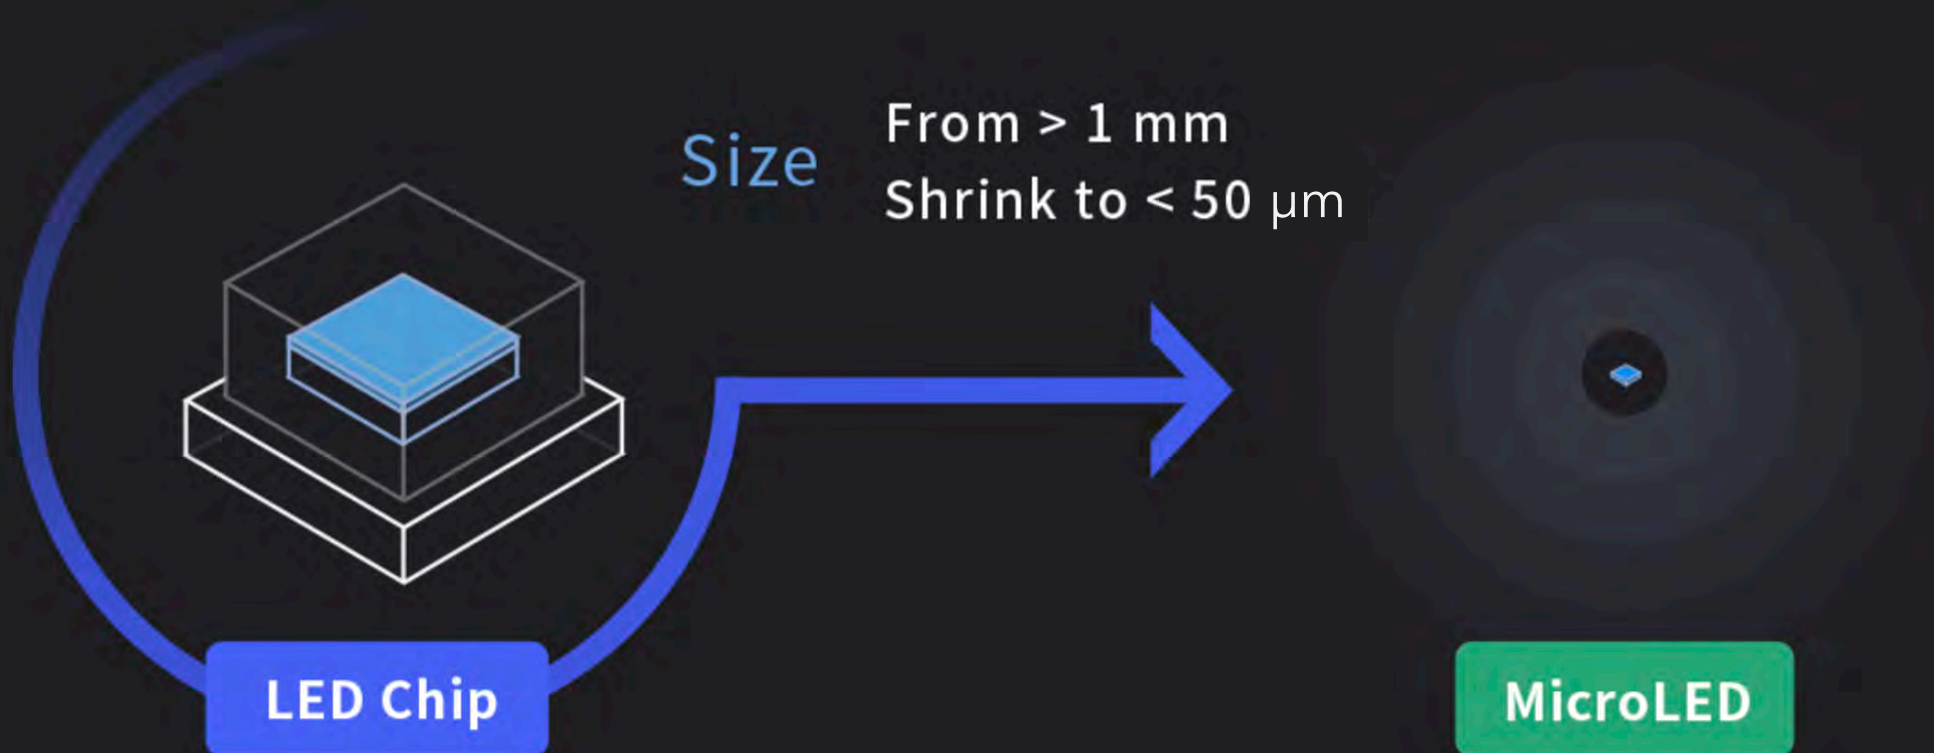 Size
From > 1 mm
Shrink to < 50 μm
LED Chip
MicroLED